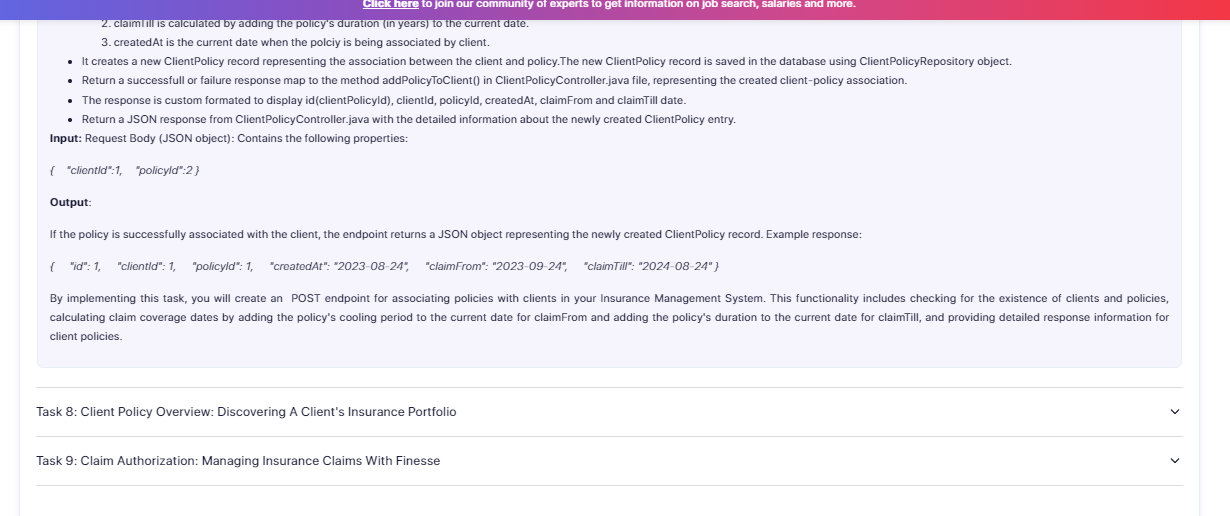 Click here to join our community of experts to get information on job search, salaries and more.
2. claimTill is calculated by adding the policy's duration (in years) to the current date.
3. createdAt is the current date when the polciy is being associated by client.
• It creates a new ClientPolicy record representing the association between the client and policy.The new ClientPolicy record is saved in the database using ClientPolicyRepository object.
• Return a successfull or failure response map to the method addPolicyToClient() in ClientPolicyController.java file, representing the created client-policy association.
• The response is custom formated to display id(clientPolicyId), clientId, policyId, createdAt, claimFrom and claimTill date.
• Return a JSON response from ClientPolicyController.java with the detailed information about the newly created ClientPolicy entry.
Input: Request Body (JSON object): Contains the following properties:
{ "clientId":1, "policyId":2 }
Output:
If the policy is successfully associated with the client, the endpoint returns a JSON object representing the newly created ClientPolicy record. Example response:
{ "id": 1, "clientId": 1, "policyId": 1, "createdAt": "2023-08-24", "claimFrom": "2023-09-24", "claimTill": "2024-08-24" }
By implementing this task, you will create an POST endpoint for associating policies with clients in your Insurance Management System. This functionality includes checking for the existence of clients and policies,
calculating claim coverage dates by adding the policy's cooling period to the current date for claimFrom and adding the policy's duration to the current date for claimTill, and providing detailed response information for
client policies.
Task 8: Client Policy Overview: Discovering A Client's Insurance Portfolio
Task 9: Claim Authorization: Managing Insurance Claims With Finesse